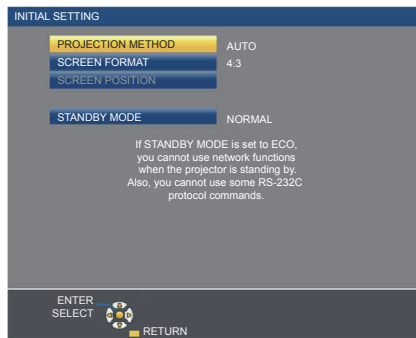 INITIAL SETTING
PROJECTION METHOD AUTO
SCREEN FORMAT 4:3
SCREEN POSITION
STANDBY MODE NORMAL
If STANDBY MODE is set to ECO,
you cannot use network functions
when the projector is standing by.
Also, you cannot use some RS-232C
protocol commands.
ENTER
SELECT
RETURN